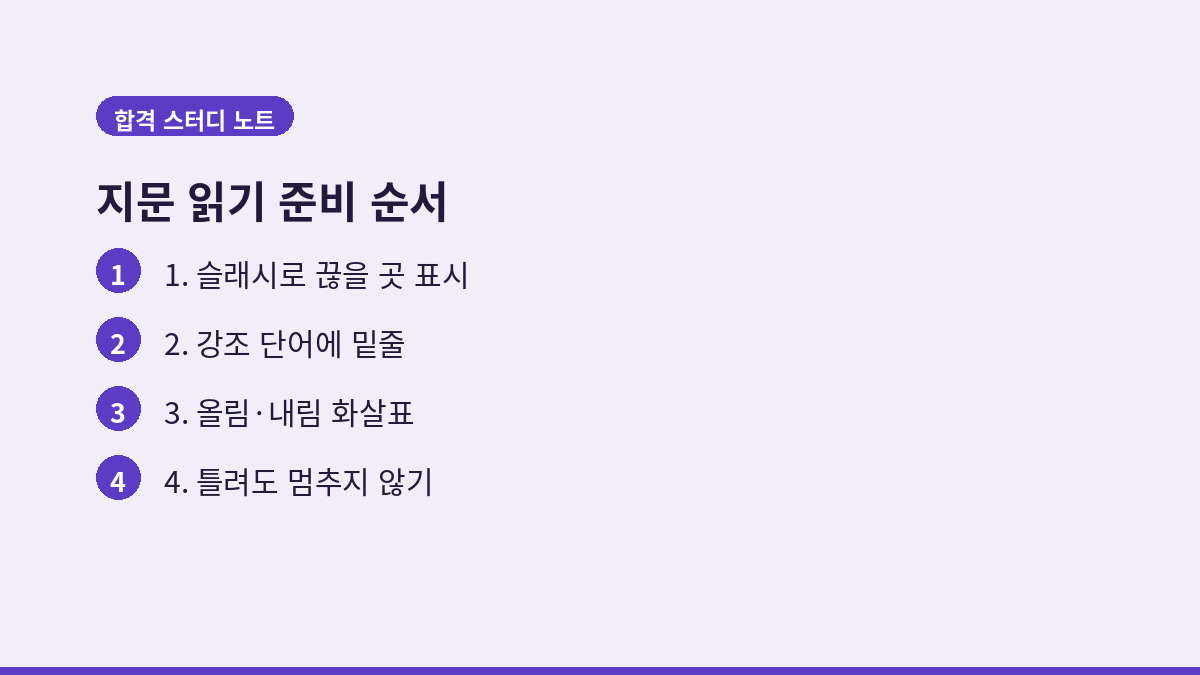 합격 스터디 노트
지문 읽기 준비 순서
1 1. 슬래시로 끊을 곳 표시
2 2. 강조 단어에 밑줄
3 3. 올림·내림 화살표
4 4. 틀려도 멈추지 않기